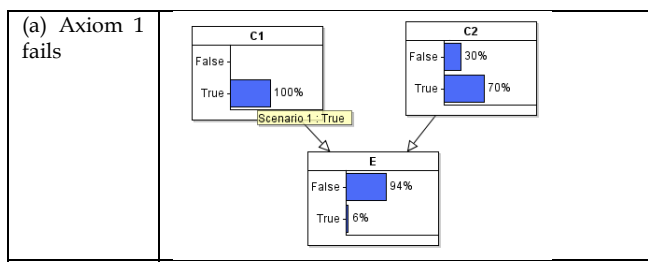 (a) Axiom 1
fails
C1
False
True
100%
Scenario 1 : True
C2
False
30%
True
70%
E
False
94%
True
6%